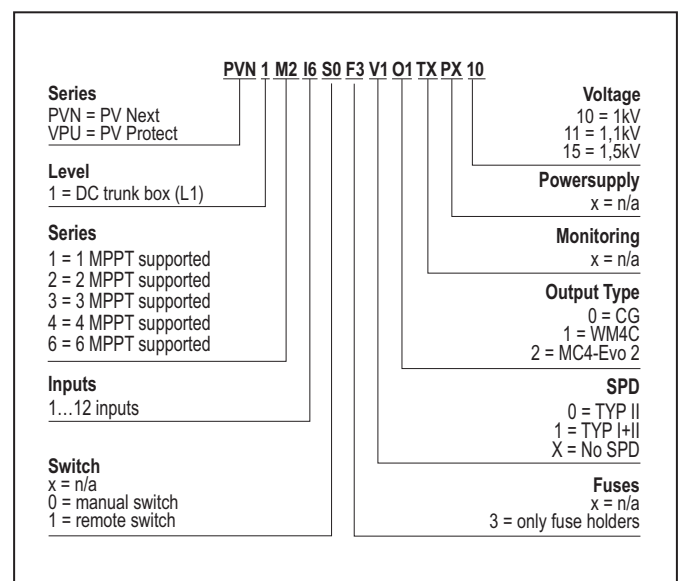 PVN 1 M2 I6 S0 F3 V1 O1 TX PX 10
Series
PVN = PV Next
VPU = PV Protect
Level
1 = DC trunk box (L1)
Series
1 = 1 MPPT supported
2 = 2 MPPT supported
3 = 3 MPPT supported
4 = 4 MPPT supported
6 = 6 MPPT supported
Inputs
1…12 inputs
Switch
x = n/a
0 = manual switch
1 = remote switch
Voltage
10 = 1kV
11 = 1,1kV
15 = 1,5kV
Powersupply
x = n/a
Monitoring
x = n/a
Output Type
0 = CG
1 = WM4C
2 = MC4-Evo 2
SPD
0 = TYP II
1 = TYP I+II
X = No SPD
Fuses
x = n/a
3 = only fuse holders